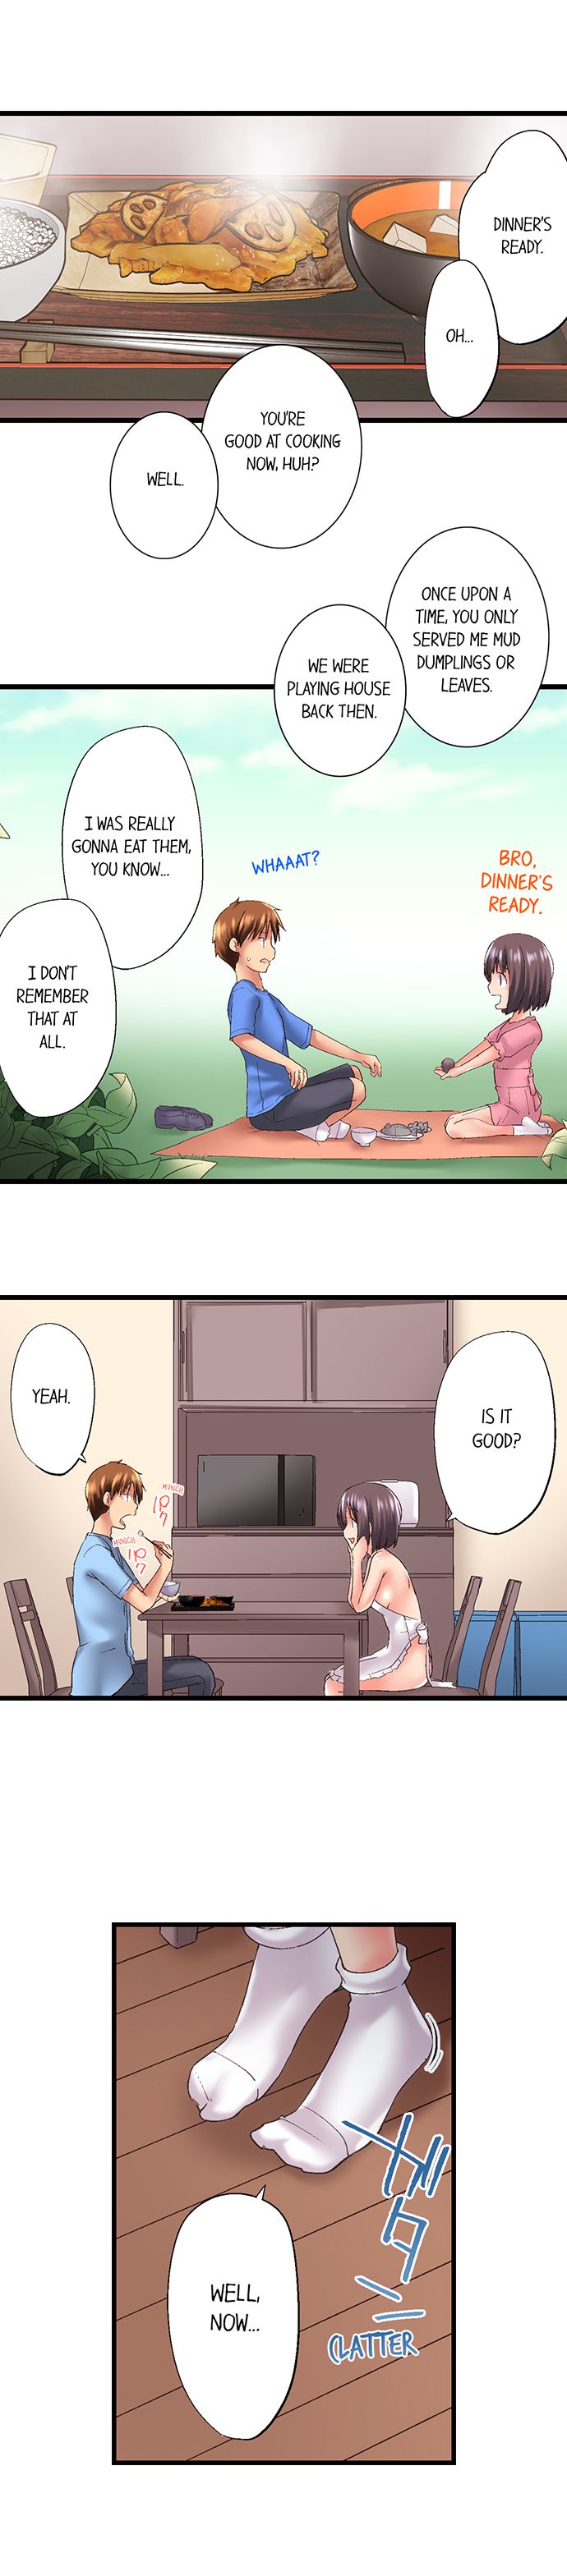 DINNER'S
READY.
OH...
YOU'RE
GOOD AT COOKING
NOW, HUH?
WELL.
ONCE UPON A
TIME, YOU ONLY
SERVED ME MUD
DUMPLINGS OR
LEAVES.
WE WERE
PLAYING HOUSE
BACK THEN.
I WAS REALLY
GONNA EAT THEM,
YOU KNOW...
WHAAAT?
BRO,
DINNER'S
READY.
I DON'T
REMEMBER
THAT AT
ALL.
IS IT
GOOD?
YEAH.
MUNCH
MUNCH
ガタ
CLATTER
WELL,
NOW...